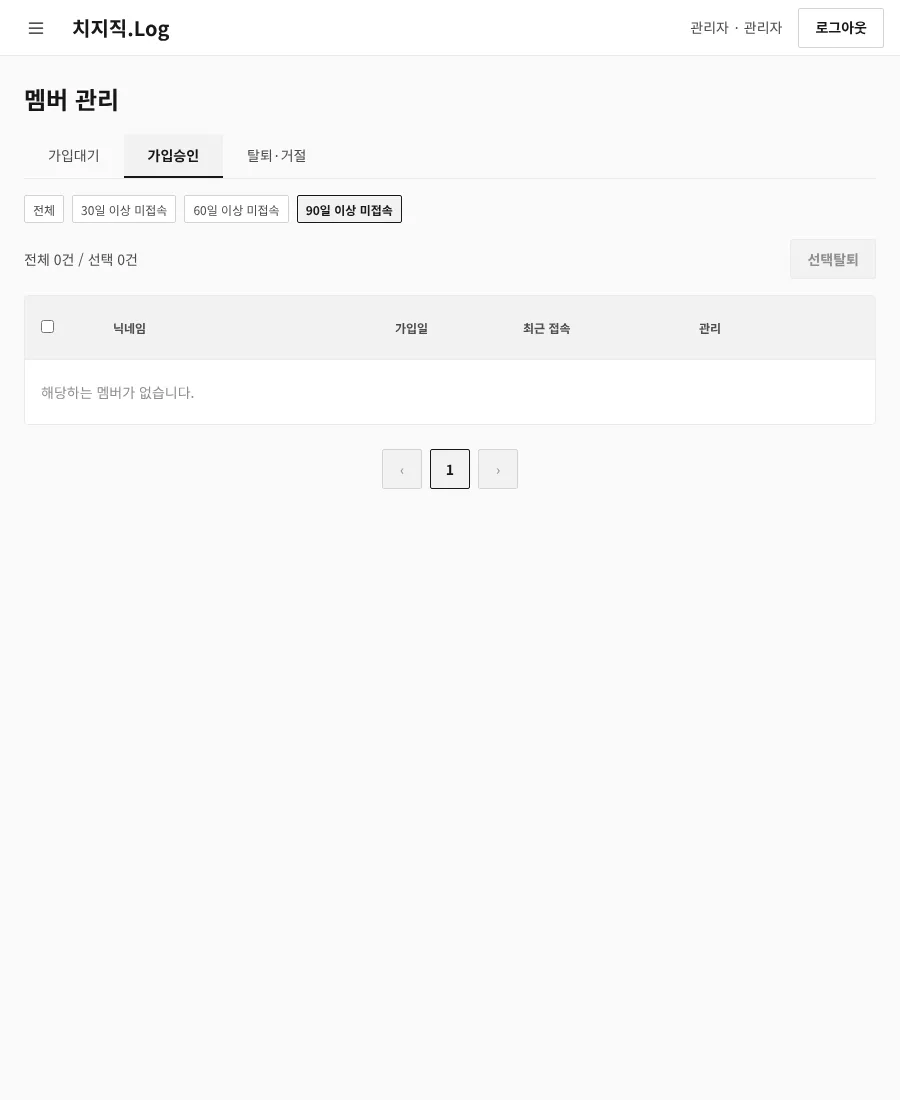 치지직.Log
관리자 · 관리자
로그아웃
멤버 관리
가입대기 가입승인 탈퇴·거절
전체 30일 이상 미접속 60일 이상 미접속 90일 이상 미접속
전체 0건 / 선택 0건
선택탈퇴
닉네임 가입일 최근 접속 관리
해당하는 멤버가 없습니다.
‹ 1 ›